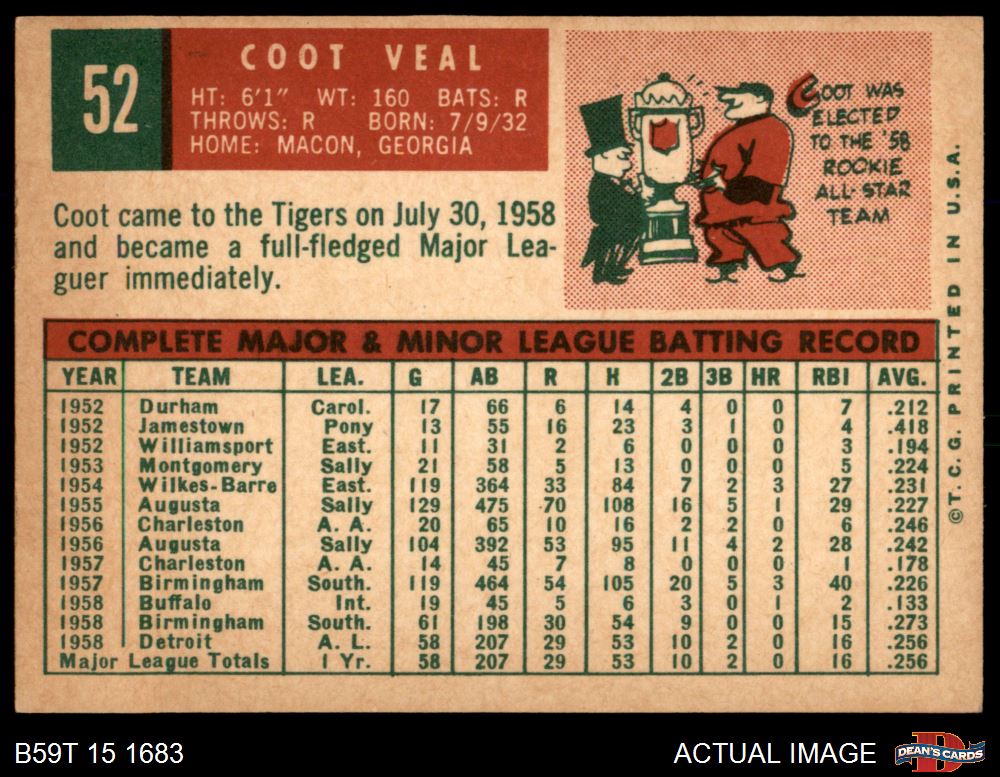 52
COOT VEAL
HT: 6'1" WT: 160 BATS: R
THROWS: R BORN: 7/9/32
HOME: MACON, GEORGIA
COOT WAS
ELECTED
TO THE '58
ROOKIE
ALL-STAR
TEAM
Coot came to the Tigers on July 30, 1958
and became a full-fledged Major Lea-
guer immediately.
COMPLETE MAJOR & MINOR LEAGUE BATTING RECORD
YEAR TEAM LEA. G AB R H 2B 3B HR RBI AVG.
1952 Durham Carol. 17 66 6 14 4 0 0 7 .212
1952 Jamestown Pony 13 55 16 23 3 1 0 4 .418
1952 Williamsport East. 11 31 2 6 0 0 0 3 .194
1953 Montgomery Sally 21 58 5 13 0 0 0 5 .224
1954 Wilkes-Barre East. 119 364 33 84 7 2 3 27 .231
1955 Augusta Sally 129 475 70 108 16 5 1 29 .227
1956 Charleston A. A. 20 65 10 16 2 2 0 6 .246
1956 Augusta Sally 104 392 53 95 11 4 2 28 .242
1957 Charleston A. A. 14 45 7 8 0 0 0 1 .178
1957 Birmingham South. 119 464 54 105 20 5 3 40 .226
1958 Buffalo Int. 19 45 5 6 3 0 1 2 .133
1958 Birmingham South. 61 198 30 54 9 0 0 15 .273
1958 Detroit A. L. 58 207 29 53 10 2 0 16 .256
Major League Totals 1 Yr. 58 207 29 53 10 2 0 16 .256
©T. C. G. PRINTED IN U.S.A.
B59T 15 1683
ACTUAL IMAGE
D
DEAN'S CARDS